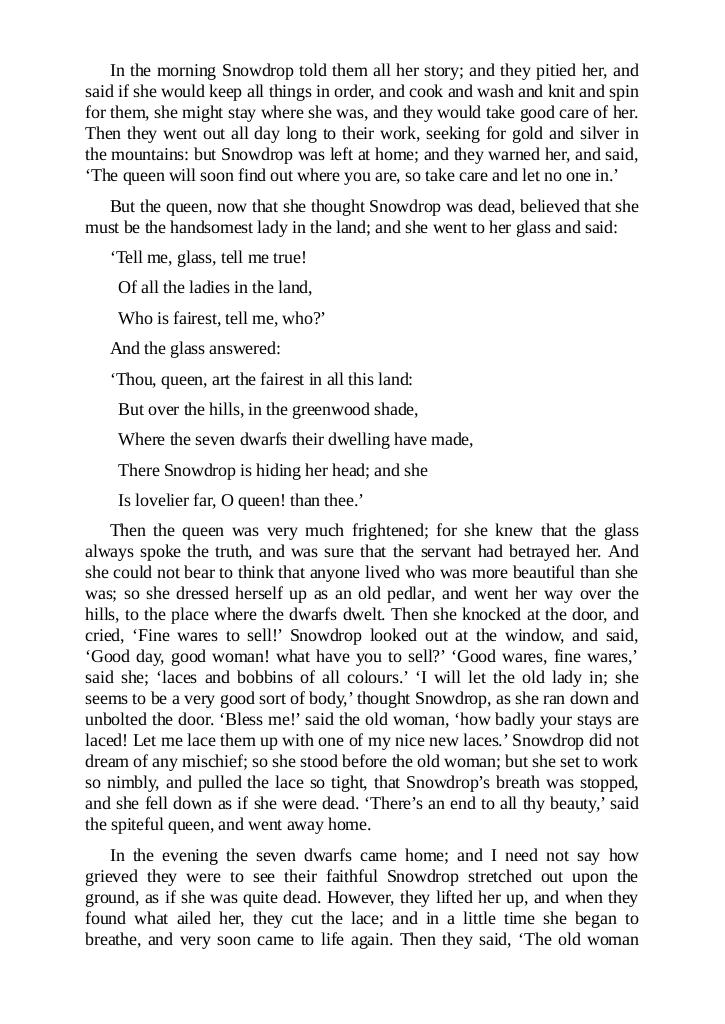 In the morning Snowdrop told them all her story; and they pitied her, and
said if she would keep all things in order, and cook and wash and knit and spin
for them, she might stay where she was, and they would take good care of her.
Then they went out all day long to their work, seeking for gold and silver in
the mountains: but Snowdrop was left at home; and they warned her, and said,
‘The queen will soon find out where you are, so take care and let no one in.’
But the queen, now that she thought Snowdrop was dead, believed that she
must be the handsomest lady in the land; and she went to her glass and said:
‘Tell me, glass, tell me true!
Of all the ladies in the land,
Who is fairest, tell me, who?’
And the glass answered:
‘Thou, queen, art the fairest in all this land:
But over the hills, in the greenwood shade,
Where the seven dwarfs their dwelling have made,
There Snowdrop is hiding her head; and she
Is lovelier far, O queen! than thee.’
Then the queen was very much frightened; for she knew that the glass
always spoke the truth, and was sure that the servant had betrayed her. And
she could not bear to think that anyone lived who was more beautiful than she
was; so she dressed herself up as an old pedlar, and went her way over the
hills, to the place where the dwarfs dwelt. Then she knocked at the door, and
cried, ‘Fine wares to sell!’ Snowdrop looked out at the window, and said,
‘Good day, good woman! what have you to sell?’ ‘Good wares, fine wares,’
said she; ‘laces and bobbins of all colours.’ ‘I will let the old lady in; she
seems to be a very good sort of body,’ thought Snowdrop, as she ran down and
unbolted the door. ‘Bless me!’ said the old woman, ‘how badly your stays are
laced! Let me lace them up with one of my nice new laces.’ Snowdrop did not
dream of any mischief; so she stood before the old woman; but she set to work
so nimbly, and pulled the lace so tight, that Snowdrop’s breath was stopped,
and she fell down as if she were dead. ‘There’s an end to all thy beauty,’ said
the spiteful queen, and went away home.
In the evening the seven dwarfs came home; and I need not say how
grieved they were to see their faithful Snowdrop stretched out upon the
ground, as if she was quite dead. However, they lifted her up, and when they
found what ailed her, they cut the lace; and in a little time she began to
breathe, and very soon came to life again. Then they said, ‘The old woman